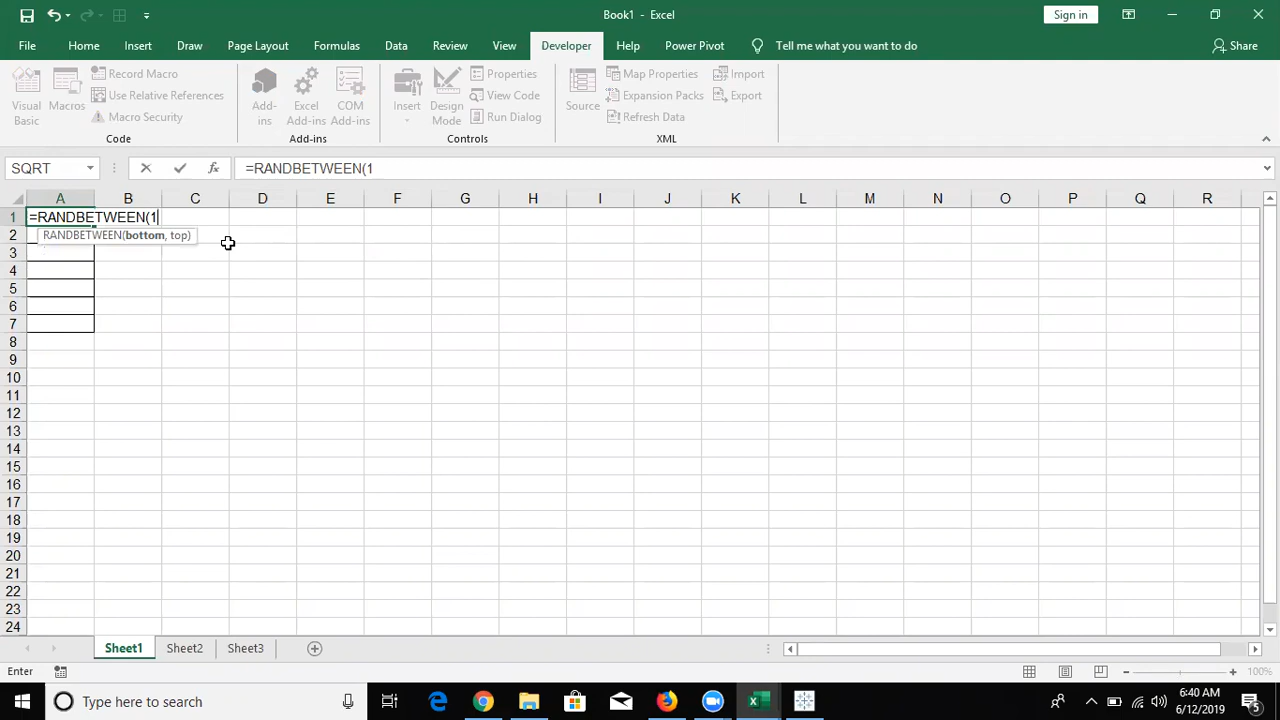 Book1 - Excel
Sign in
File Home Insert Draw Page Layout Formulas Data Review View Developer Help Power Pivot Tell me what you want to do Share
Visual Basic
Macros
Record Macro
Use Relative References
Macro Security
Code
Add-ins
Excel Add-ins
COM Add-ins
Add-ins
Insert
Design Mode
Properties
View Code
Run Dialog
Controls
Source
Map Properties
Expansion Packs
Refresh Data
Import
Export
XML
SQRT fx =RANDBETWEEN(1
A B C D E F G H I J K L M N O P Q R
1 =RANDBETWEEN(1
2 RANDBETWEEN(bottom, top)
3
4
5
6
7
8
9
10
11
12
13
14
15
16
17
18
19
20
21
22
23
24
Sheet1 Sheet2 Sheet3
Enter 100%
Type here to search
6:40 AM
6/12/2019
5